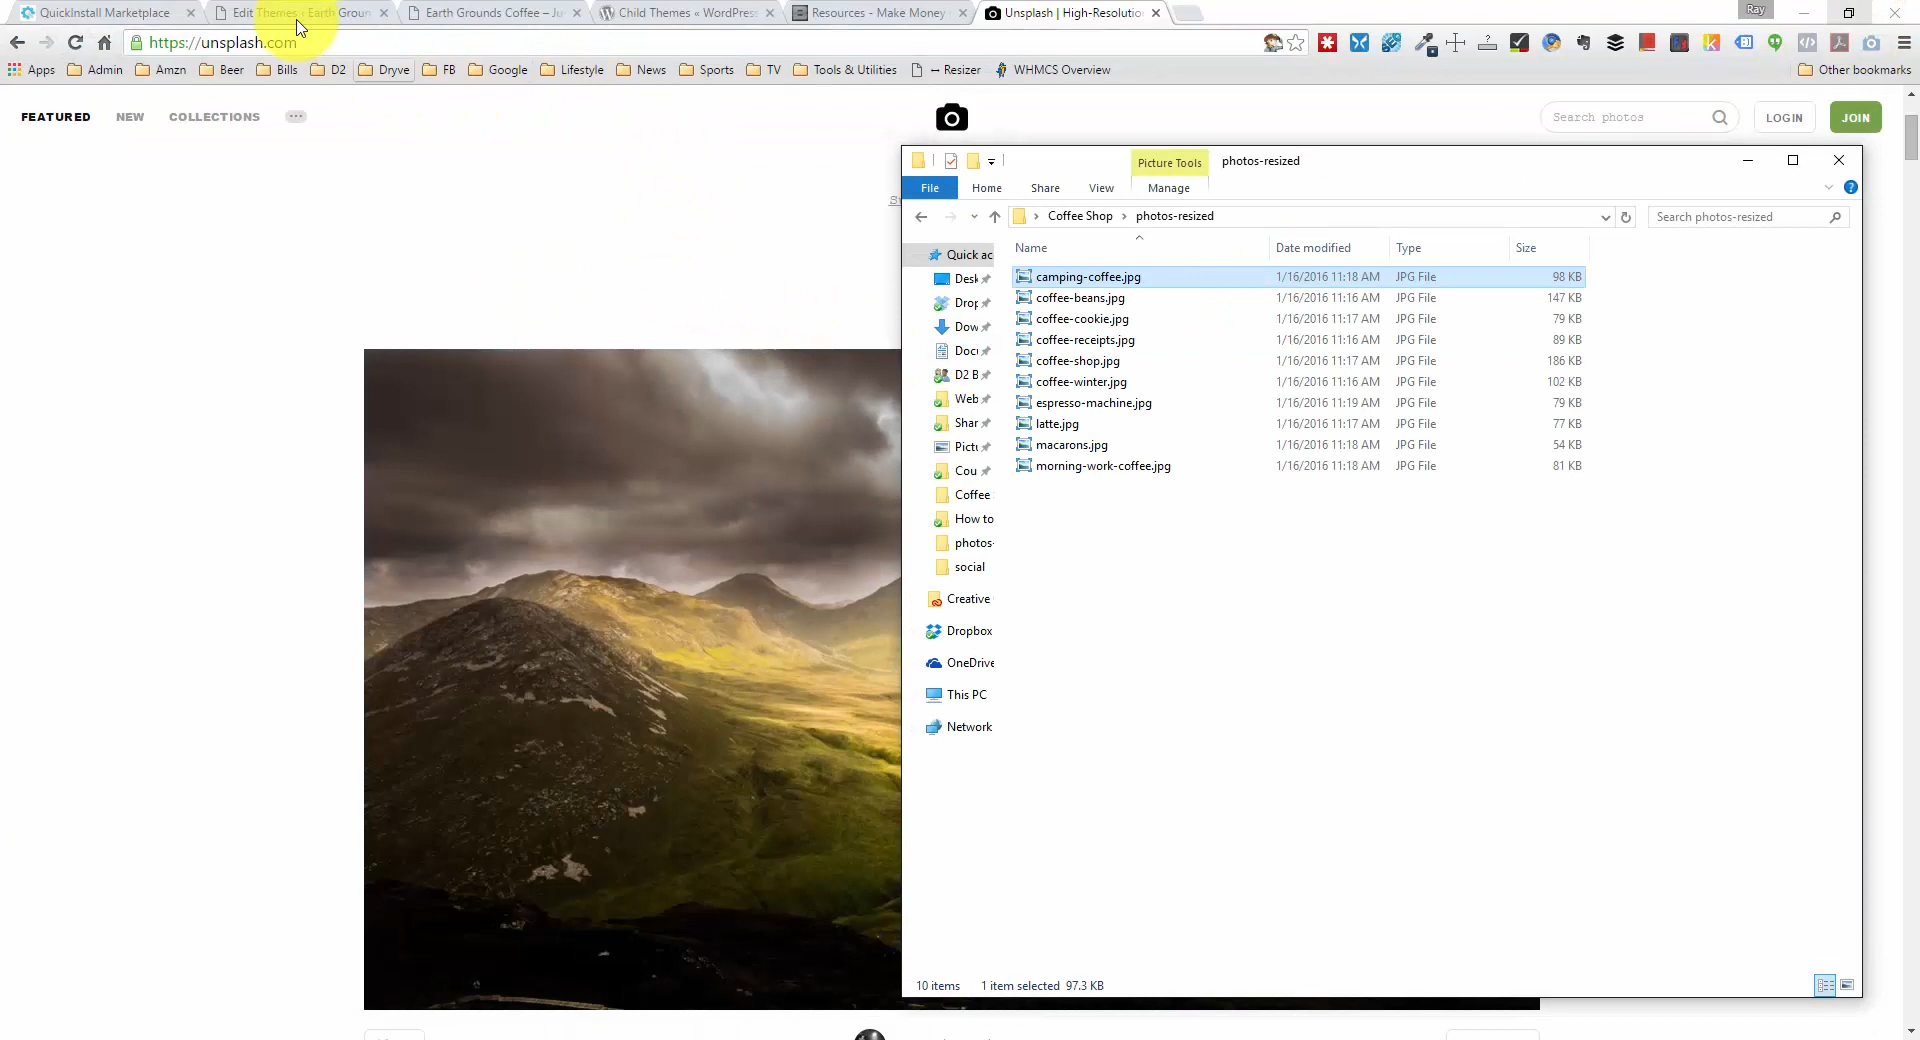 QuickInstall Marketplace
Edit Themes ‹ Earth Groun
Earth Grounds Coffee – Ju
Child Themes « WordPres
Resources - Make Money
Unsplash | High-Resolutio
Ray
https://unsplash.com
Apps Admin Amzn Beer Bills D2 Dryve FB Google Lifestyle News Sports TV Tools & Utilities ↔ Resizer WHMCS Overview Other bookmarks
FEATURED NEW COLLECTIONS Search photos LOGIN JOIN
Picture Tools photos-resized
File Home Share View Manage
Coffee Shop photos-resized Search photos-resized
Name Date modified Type Size
camping-coffee.jpg 1/16/2016 11:18 AM JPG File 98 KB
coffee-beans.jpg 1/16/2016 11:16 AM JPG File 147 KB
coffee-cookie.jpg 1/16/2016 11:17 AM JPG File 79 KB
coffee-receipts.jpg 1/16/2016 11:16 AM JPG File 89 KB
coffee-shop.jpg 1/16/2016 11:17 AM JPG File 186 KB
coffee-winter.jpg 1/16/2016 11:16 AM JPG File 102 KB
espresso-machine.jpg 1/16/2016 11:19 AM JPG File 79 KB
latte.jpg 1/16/2016 11:17 AM JPG File 77 KB
macarons.jpg 1/16/2016 11:18 AM JPG File 54 KB
morning-work-coffee.jpg 1/16/2016 11:18 AM JPG File 81 KB
Quick ac
Desk
Drop
Dow
Docu
D2 B
Web
Shar
Pictu
Cou
Coffee
How to
photos-
social
Creative
Dropbox
OneDrive
This PC
Network
10 items 1 item selected 97.3 KB